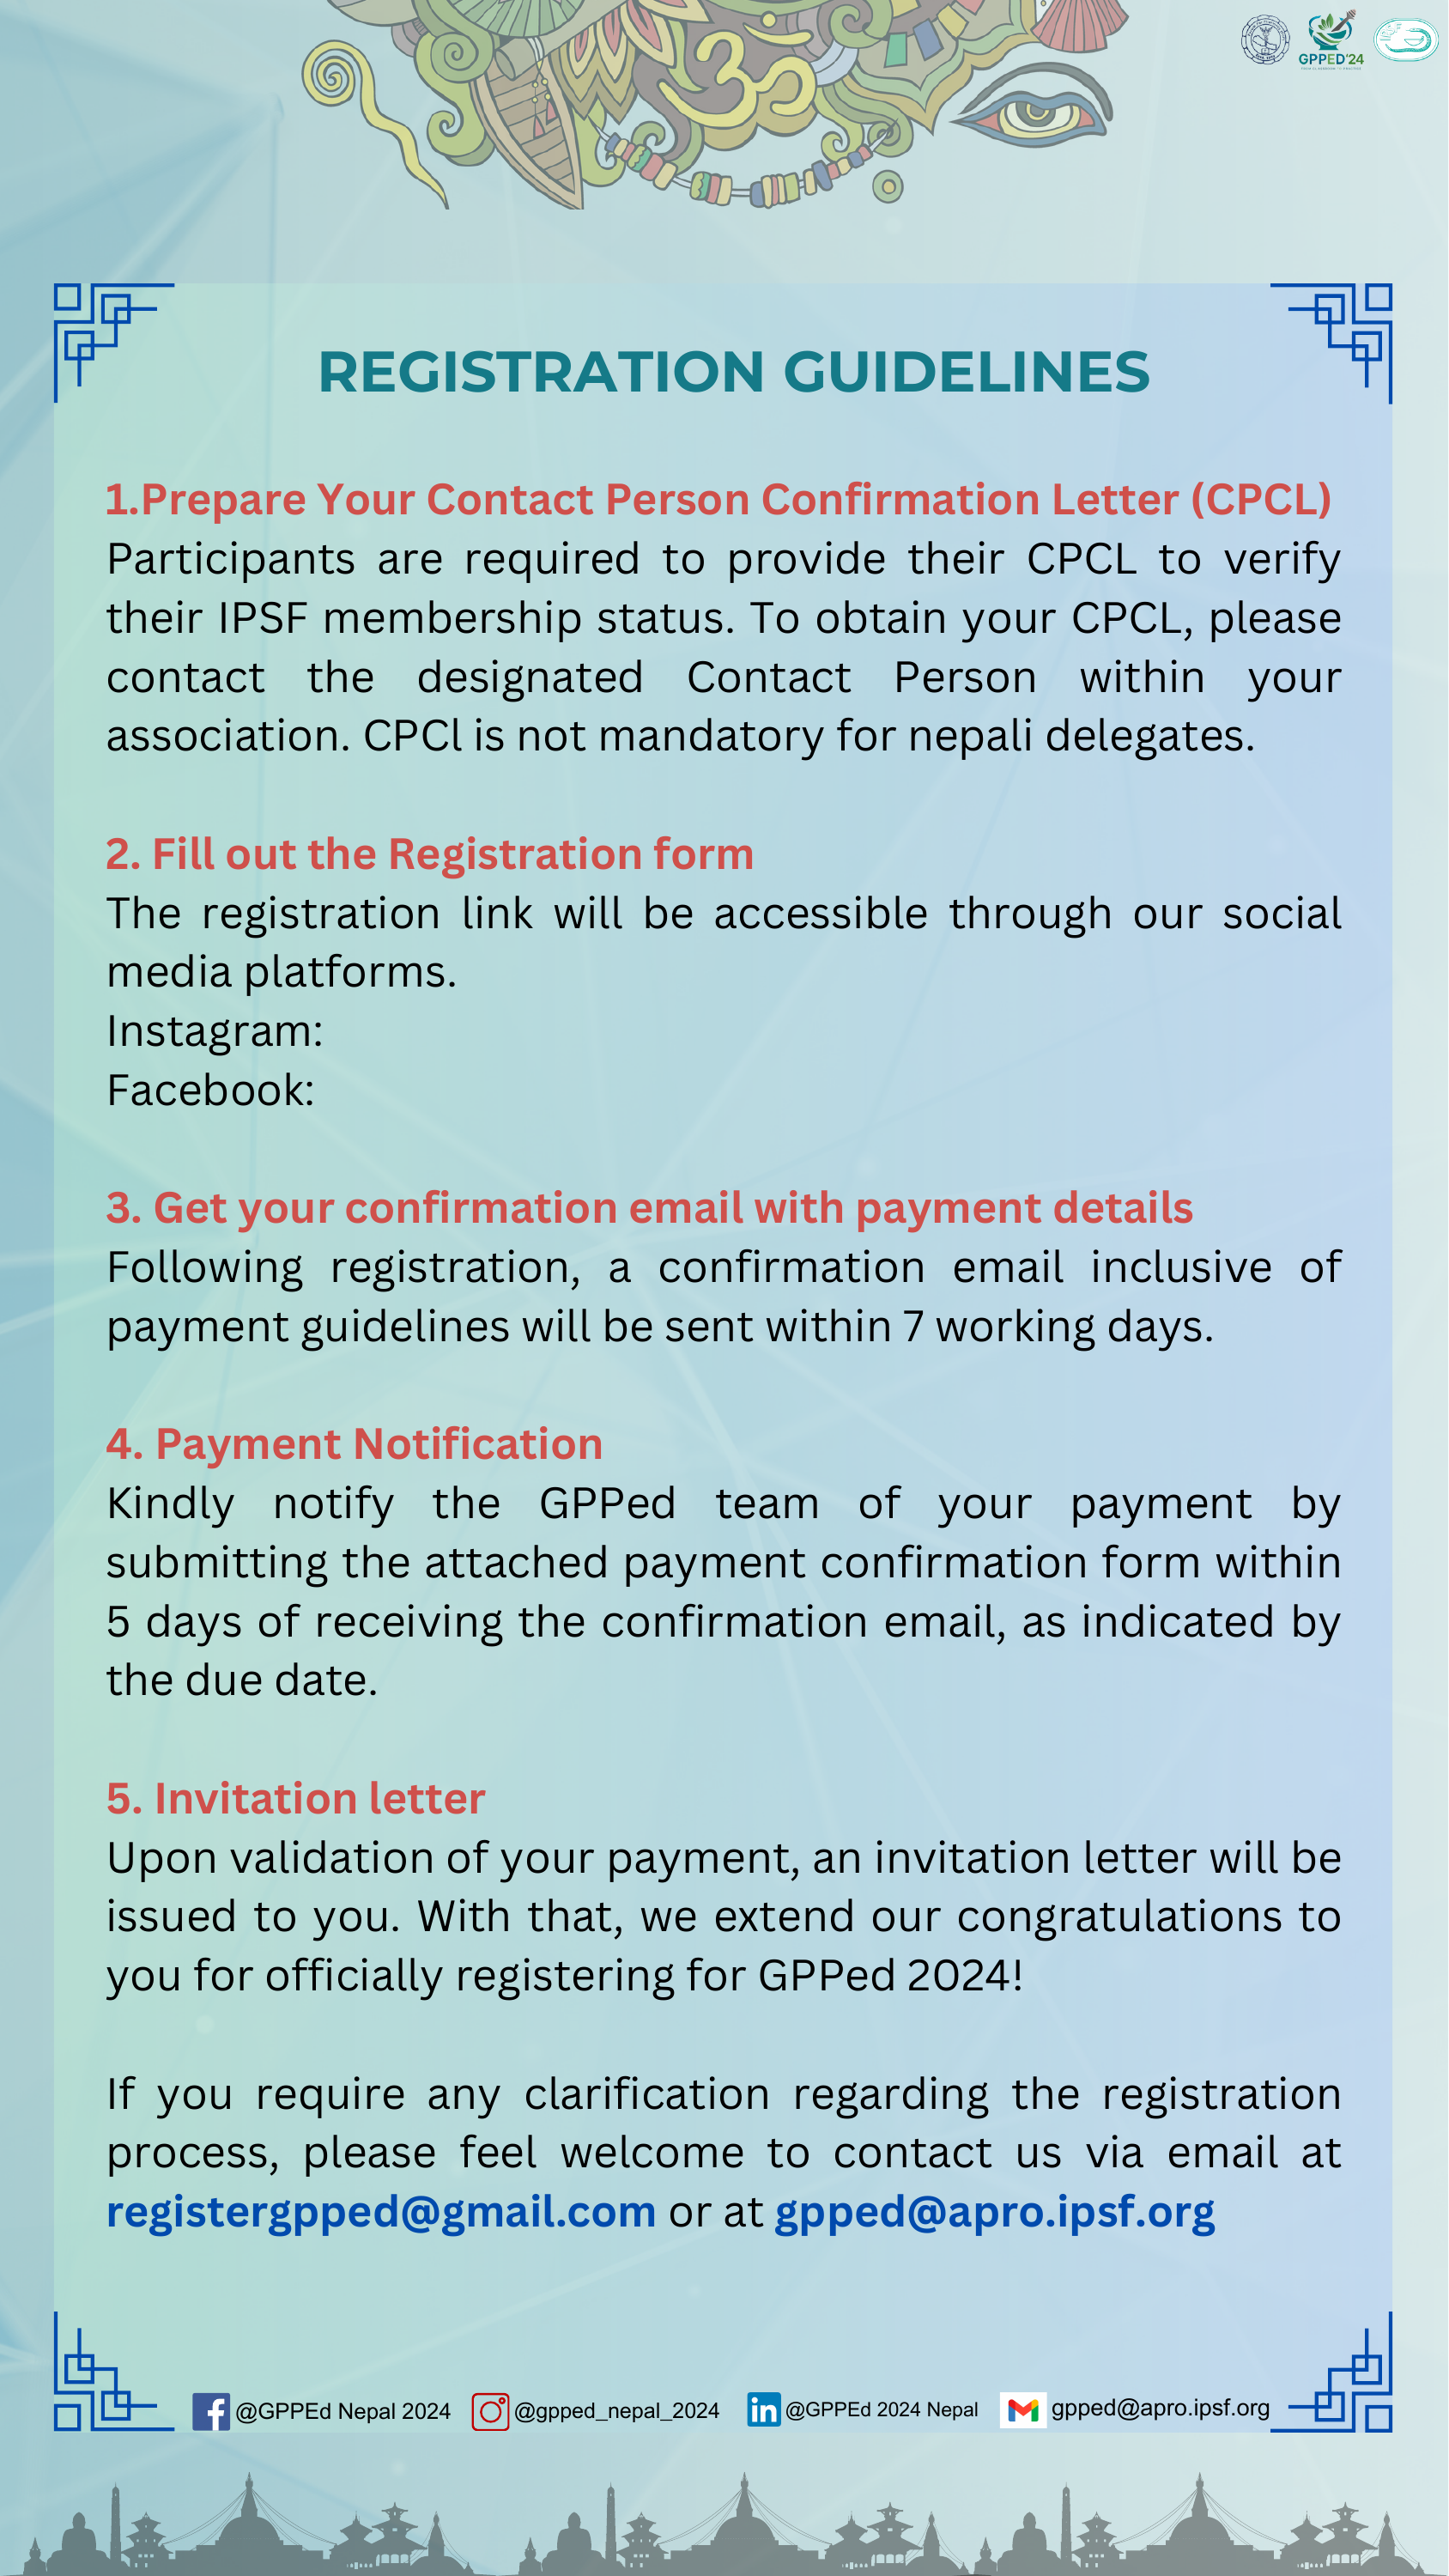 GPPED'24
REGISTRATION GUIDELINES
1.Prepare Your Contact Person Confirmation Letter (CPCL)
Participants are required to provide their CPCL to verify
their IPSF membership status. To obtain your CPCL, please
contact the designated Contact Person within your
association. CPCl is not mandatory for nepali delegates.
2. Fill out the Registration form
The registration link will be accessible through our social
media platforms.
Instagram:
Facebook:
3. Get your confirmation email with payment details
Following registration, a confirmation email inclusive of
payment guidelines will be sent within 7 working days.
4. Payment Notification
Kindly notify the GPPed team of your payment by
submitting the attached payment confirmation form within
5 days of receiving the confirmation email, as indicated by
the due date.
5. Invitation letter
Upon validation of your payment, an invitation letter will be
issued to you. With that, we extend our congratulations to
you for officially registering for GPPed 2024!
If you require any clarification regarding the registration
process, please feel welcome to contact us via email at
registergpped@gmail.com or at gpped@apro.ipsf.org
@GPPEd Nepal 2024 @gpped_nepal_2024 @GPPEd 2024 Nepal gpped@apro.ipsf.org